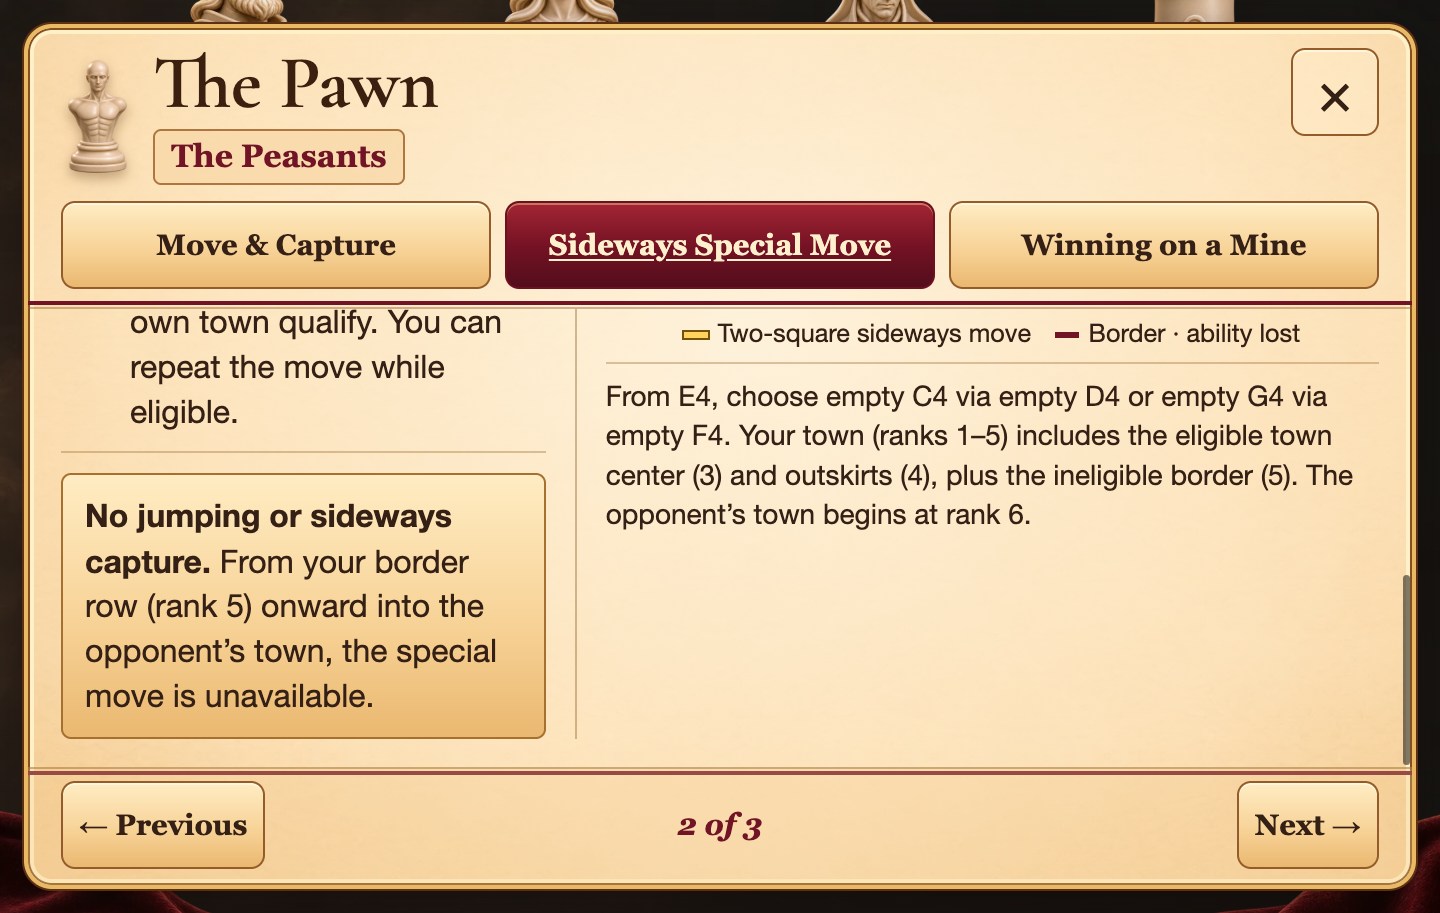 The Pawn
The Peasants
×
Move & Capture
Sideways Special Move
Winning on a Mine
own town qualify. You can
repeat the move while
eligible.
No jumping or sideways
capture. From your border
row (rank 5) onward into the
opponent’s town, the special
move is unavailable.
Two-square sideways move
Border · ability lost
From E4, choose empty C4 via empty D4 or empty G4 via
empty F4. Your town (ranks 1–5) includes the eligible town
center (3) and outskirts (4), plus the ineligible border (5). The
opponent’s town begins at rank 6.
← Previous
2 of 3
Next →